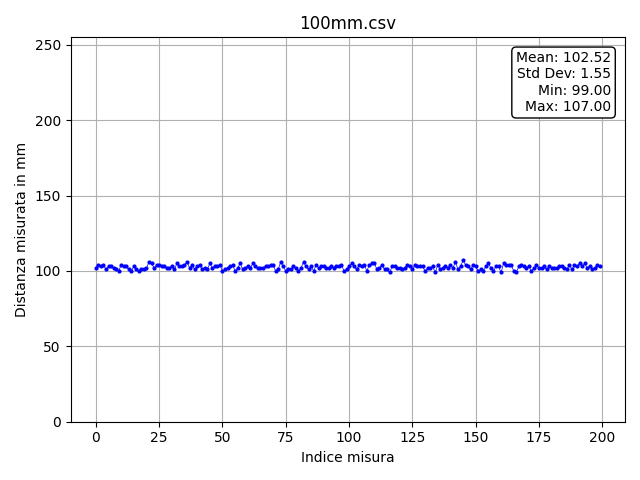 100mm.csv
Mean: 102.52
Std Dev: 1.55
Min: 99.00
Max: 107.00
Distanza misurata in mm
250
200
150
100
50
0
0 25 50 75 100 125 150 175 200
Indice misura